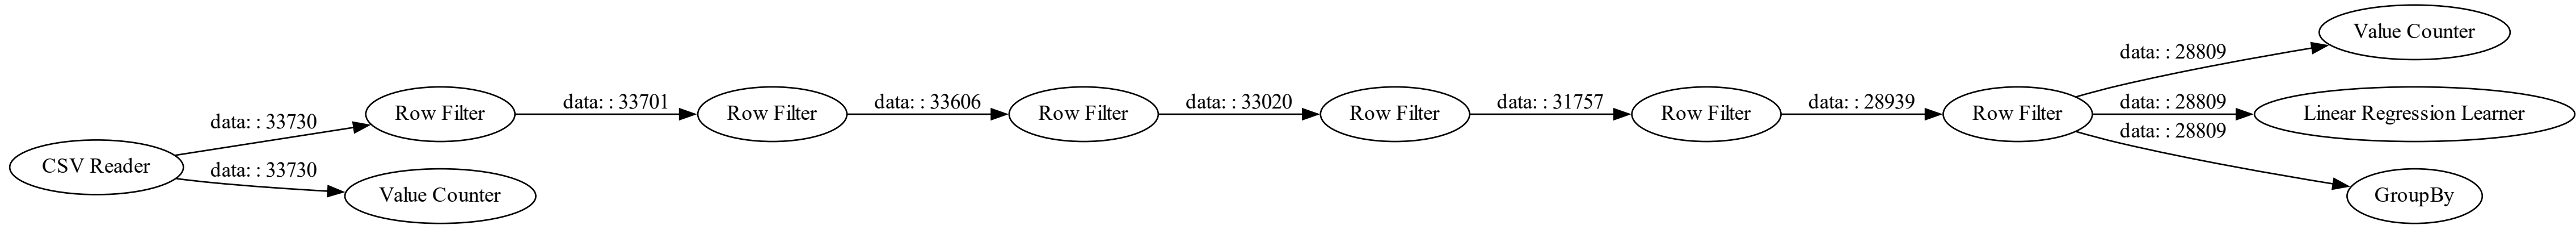 CSV Reader
data: : 33730
data: : 33730
Row Filter
Value Counter
data: : 33701
Row Filter
data: : 33606
Row Filter
data: : 33020
Row Filter
data: : 31757
Row Filter
data: : 28939
Row Filter
data: : 28809
data: : 28809
data: : 28809
Value Counter
Linear Regression Learner
GroupBy